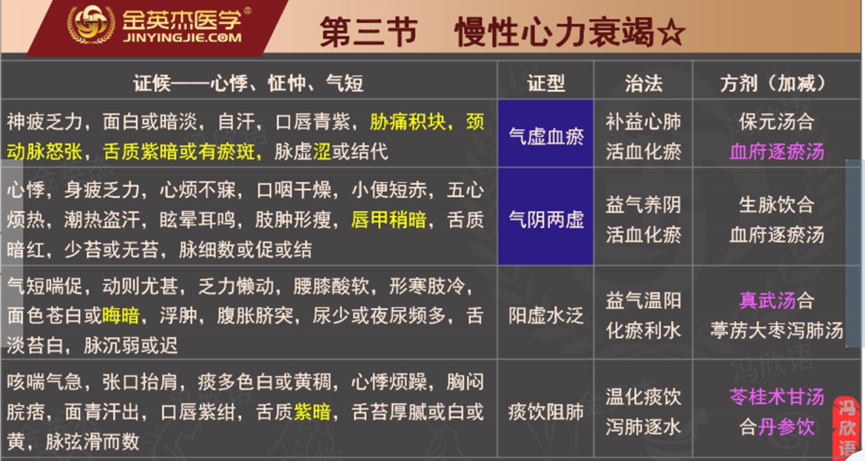 金英杰医学®
JINYINGJIE.COM
第三节 慢性心力衰竭☆
证候——心悸、怔忡、气短 证型 治法 方剂（加减）
神疲乏力，面白或暗淡，自汗，口唇青紫，胁痛积块，颈
动脉怒张，舌质紫暗或有瘀斑，脉虚涩或结代
气虚血瘀
补益心肺
活血化瘀
保元汤合
血府逐瘀汤
心悸，身疲乏力，心烦不寐，口咽干燥，小便短赤，五心
烦热，潮热盗汗，眩晕耳鸣，肢肿形瘦，唇甲稍暗，舌质
暗红，少苔或无苔，脉细数或促或结
气阴两虚
益气养阴
活血化瘀
生脉饮合
血府逐瘀汤
气短喘促，动则尤甚，乏力懒动，腰膝酸软，形寒肢冷，
面色苍白或晦暗，浮肿，腹胀脐突，尿少或夜尿频多，舌
淡苔白，脉沉弱或迟
阳虚水泛
益气温阳
化瘀利水
真武汤合
葶苈大枣泻肺汤
咳喘气急，张口抬肩，痰多色白或黄稠，心悸烦躁，胸闷
脘痞，面青汗出，口唇紫绀，舌质紫暗，舌苔厚腻或白或
黄，脉弦滑而数
痰饮阻肺
温化痰饮
泻肺逐水
苓桂术甘汤
合丹参饮
冯欣语
冯欣语